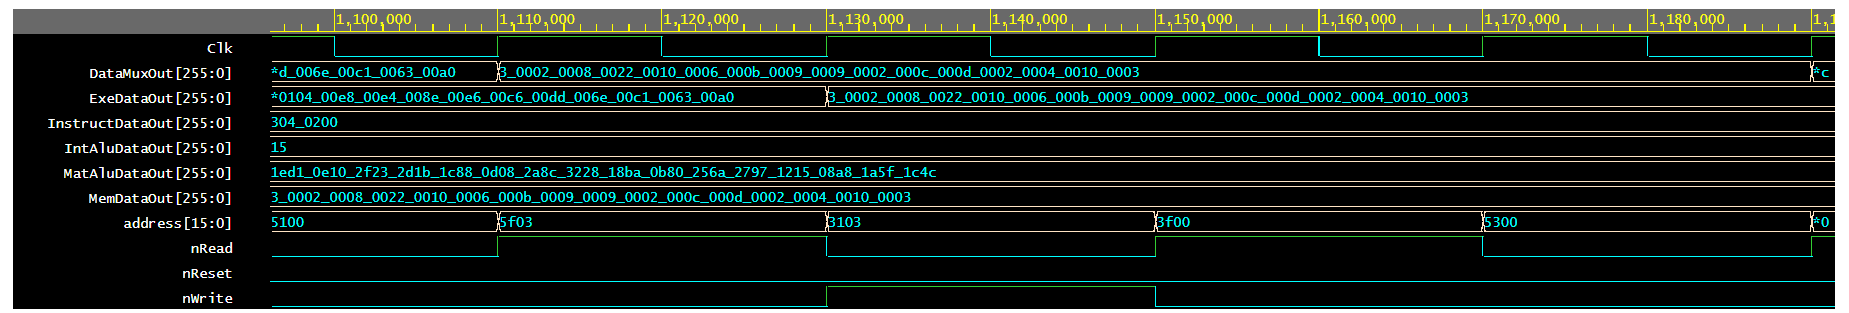 1,100,000 1,110,000 1,120,000 1,130,000 1,140,000 1,150,000 1,160,000 1,170,000 1,180,000 1,1
Clk
DataMuxOut[255:0] *d_006e_00c1_0063_00a0 3_0002_0008_0022_0010_0006_000b_0009_0009_0002_000c_000d_0002_0004_0010_0003 *c
ExeDataOut[255:0] *0104_00e8_00e4_008e_00e6_00c6_00dd_006e_00c1_0063_00a0 3_0002_0008_0022_0010_0006_000b_0009_0009_0002_000c_000d_0002_0004_0010_0003
InstructDataOut[255:0] 304_0200
IntAluDataOut[255:0] 15
MatAluDataOut[255:0] 1ed1_0e10_2f23_2d1b_1c88_0d08_2a8c_3228_18ba_0b80_256a_2797_1215_08a8_1a5f_1c4c
MemDataOut[255:0] 3_0002_0008_0022_0010_0006_000b_0009_0009_0002_000c_000d_0002_0004_0010_0003
address[15:0] 5100 5f03 3103 3f00 5300 *0
nRead
nReset
nWrite